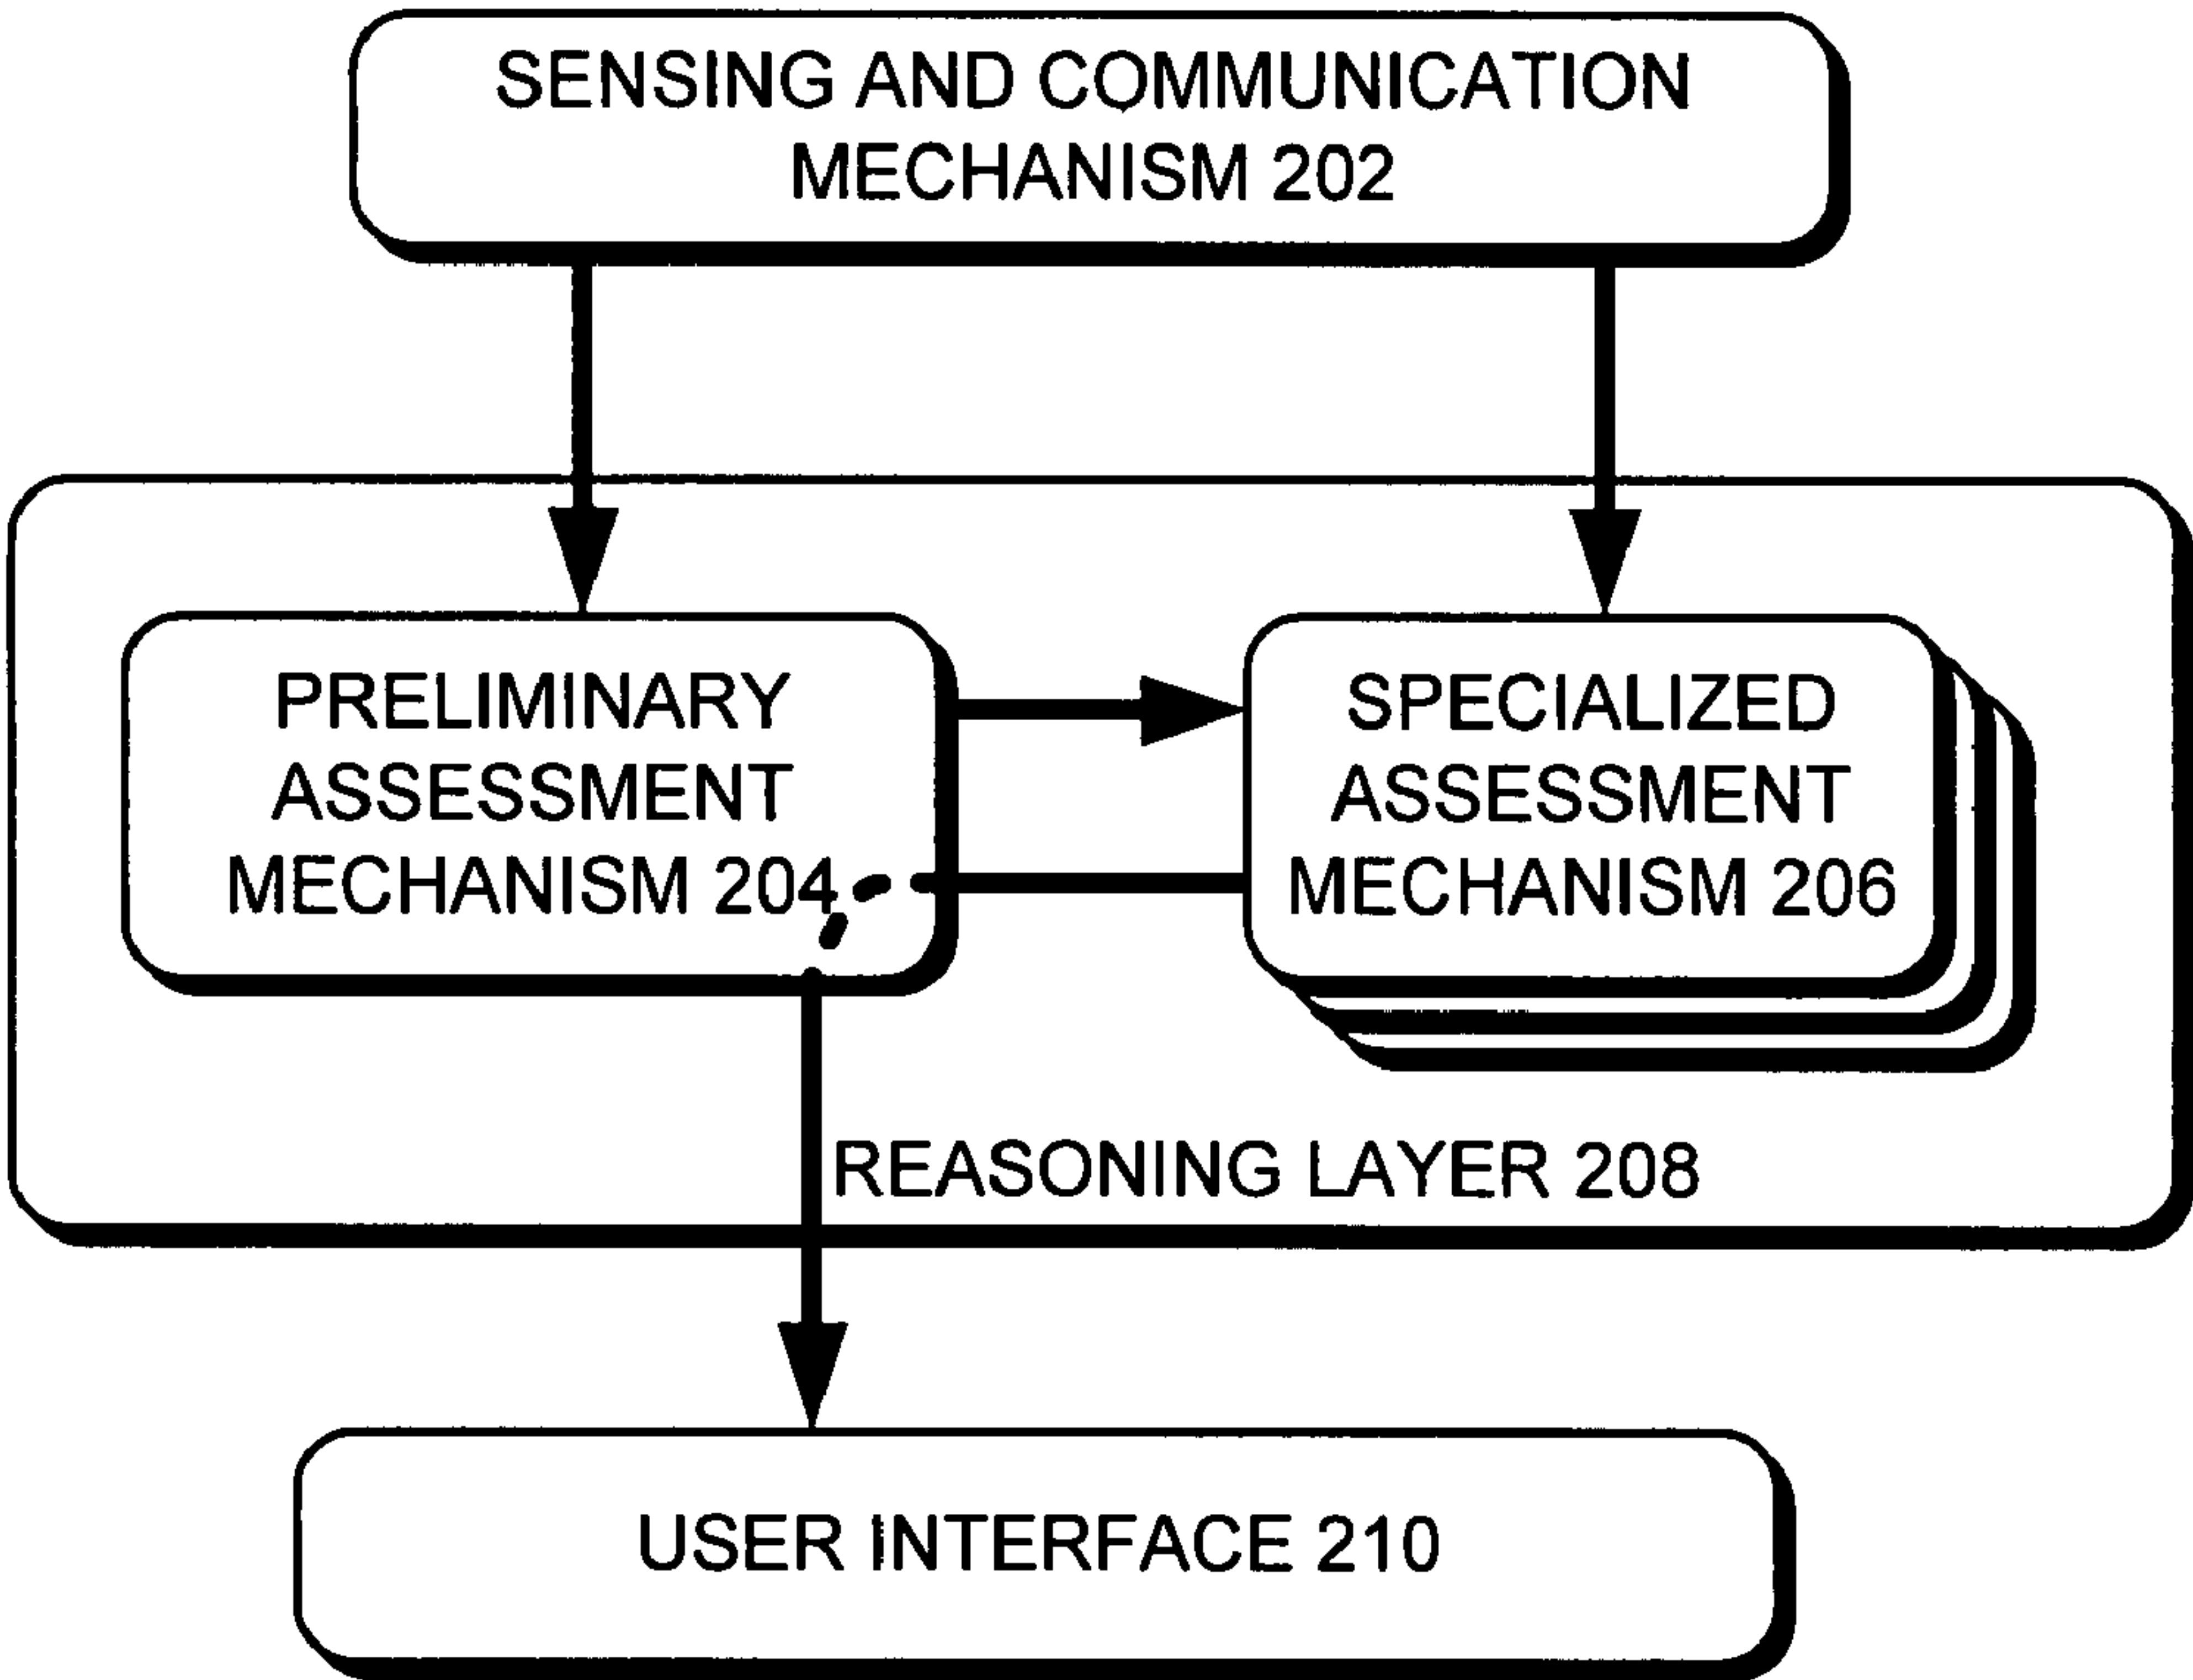 SENSING AND COMMUNICATION
MECHANISM 202
PRELIMINARY
ASSESSMENT
MECHANISM 204
SPECIALIZED
ASSESSMENT
MECHANISM 206
REASONING LAYER 208
USER INTERFACE 210